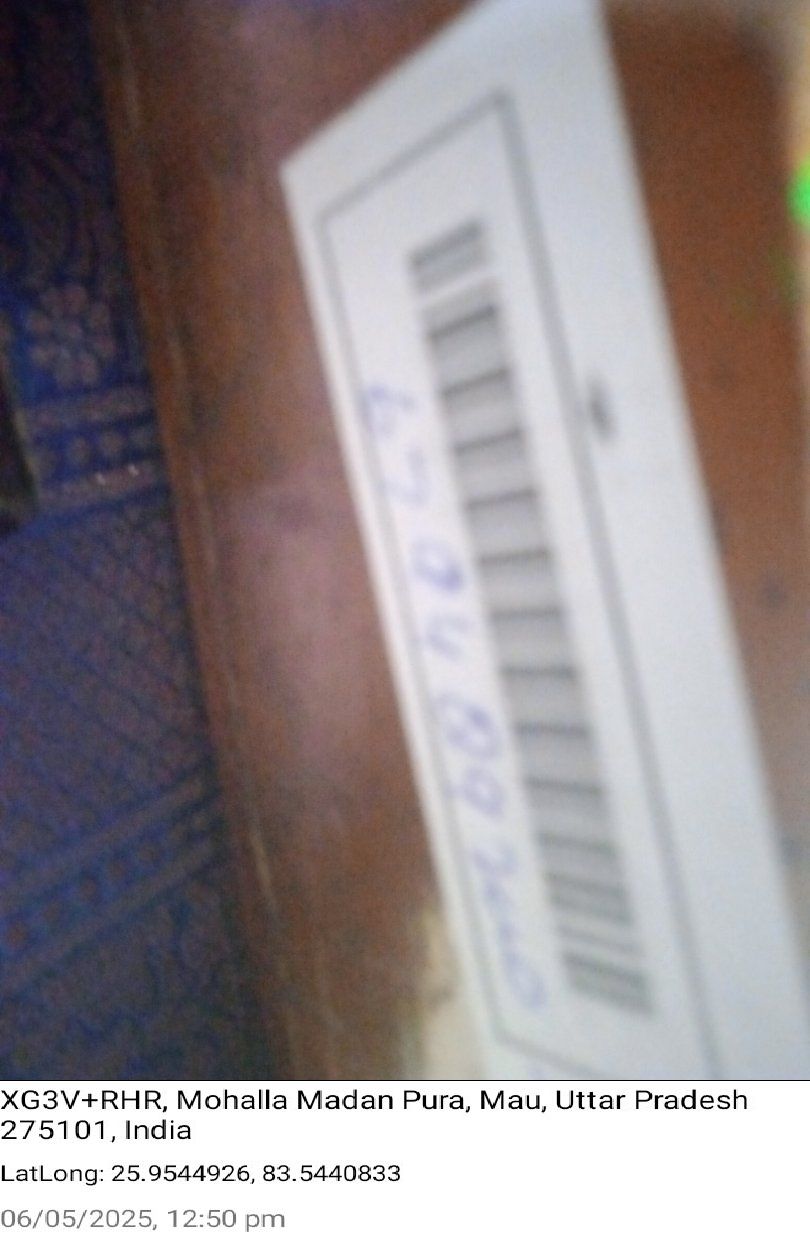 XG3V+RHR, Mohalla Madan Pura, Mau, Uttar Pradesh
275101, India
LatLong: 25.9544926, 83.5440833
06/05/2025, 12:50 pm